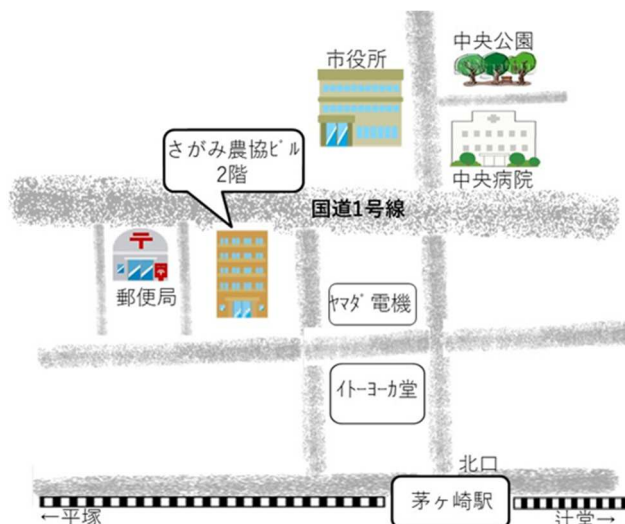 市役所
中央公園
中央病院
さがみ農協ﾋﾞﾙ
2階
国道1号線
〒
郵便局
ﾔﾏﾀﾞ電機
ｲﾄｰﾖｰｶ堂
北口
茅ヶ崎駅
←平塚
辻堂→